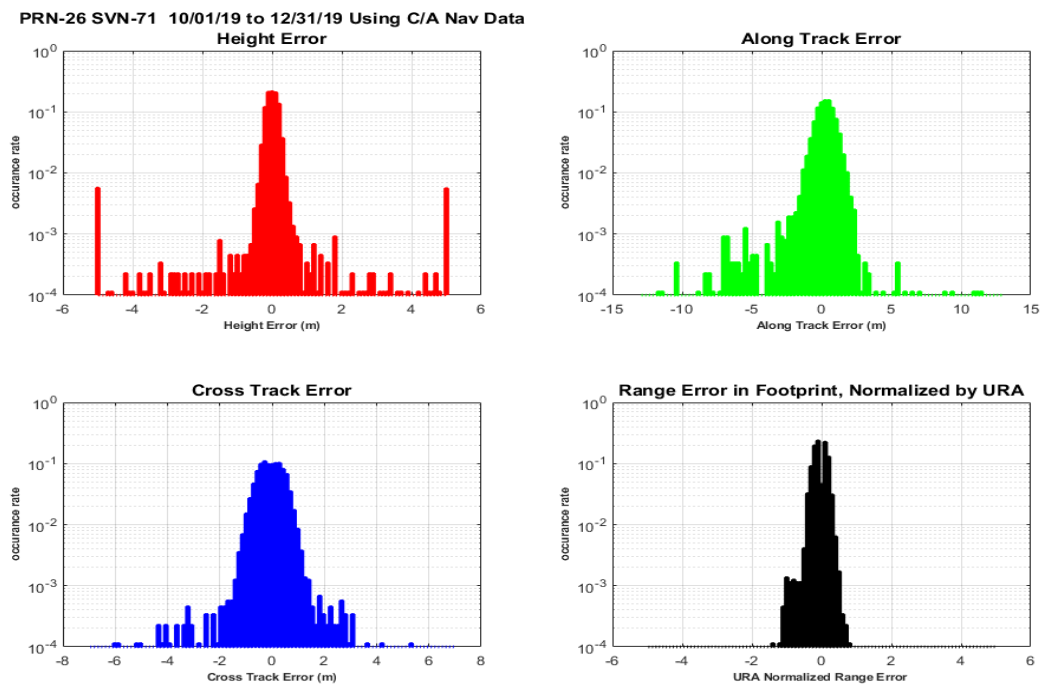 PRN-26 SVN-71 10/01/19 to 12/31/19 Using C/A Nav Data
Height Error
10^0
10^-1
10^-2
10^-3
10^-4
occurance rate
-6 -4 -2 0 2 4 6
Height Error (m)
Along Track Error
10^0
10^-1
10^-2
10^-3
10^-4
occurance rate
-15 -10 -5 0 5 10 15
Along Track Error (m)
Cross Track Error
10^0
10^-1
10^-2
10^-3
10^-4
occurance rate
-8 -6 -4 -2 0 2 4 6 8
Cross Track Error (m)
Range Error in Footprint, Normalized by URA
10^0
10^-1
10^-2
10^-3
10^-4
occurance rate
-6 -4 -2 0 2 4 6
URA Normalized Range Error